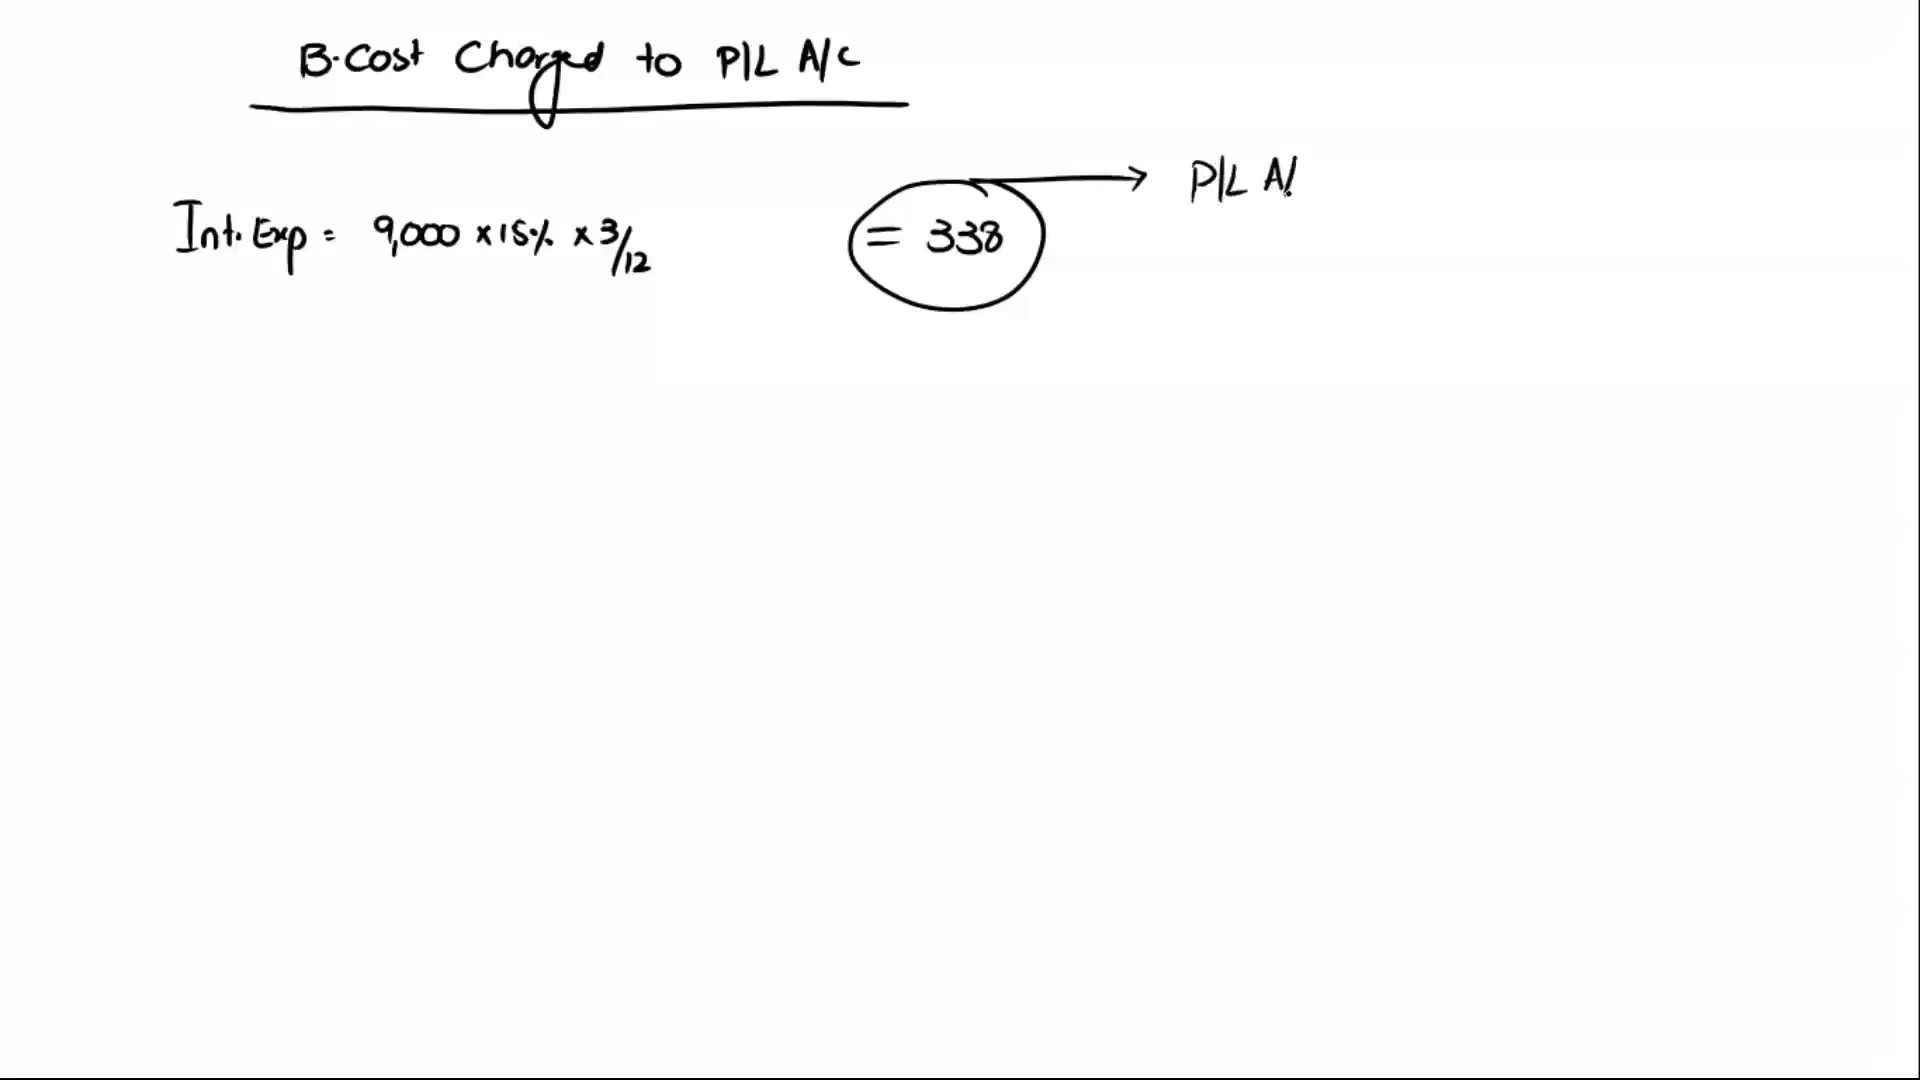 B.Cost Charged to P/L A/C
Int. Exp = 9,000 x 15% x 3/12 = 338 → P/L A/